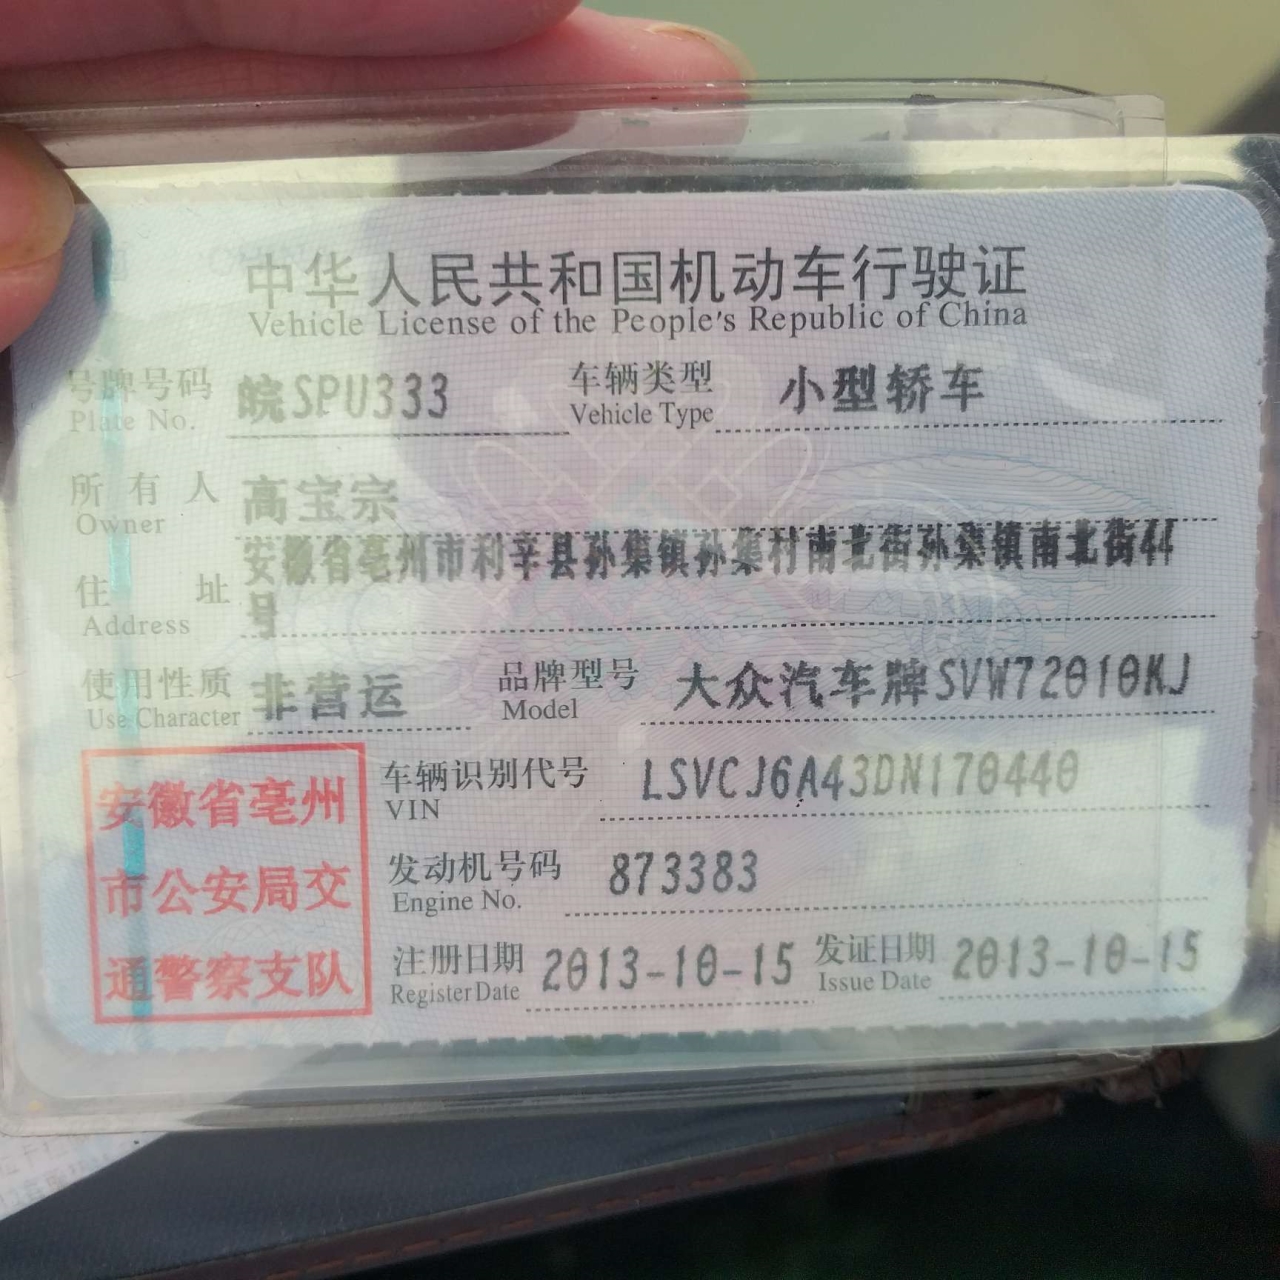 中华人民共和国机动车行驶证
Vehicle License of the People's Republic of China
号牌号码 皖SPU333 车辆类型 小型轿车
Plate No. Vehicle Type
所有人 高宝宗
Owner
住址 安徽省亳州市利辛县孙集镇孙集村南北街孙集镇南北街44
号
Address
使用性质 非营运 品牌型号 大众汽车牌SVW72010KJ
Use Character Model
车辆识别代号 LSVCJ6A43DN170440
VIN
发动机号码 873383
Engine No.
注册日期 2013-10-15 发证日期 2013-10-15
Register Date Issue Date
安徽省亳州
市公安局交
通警察支队